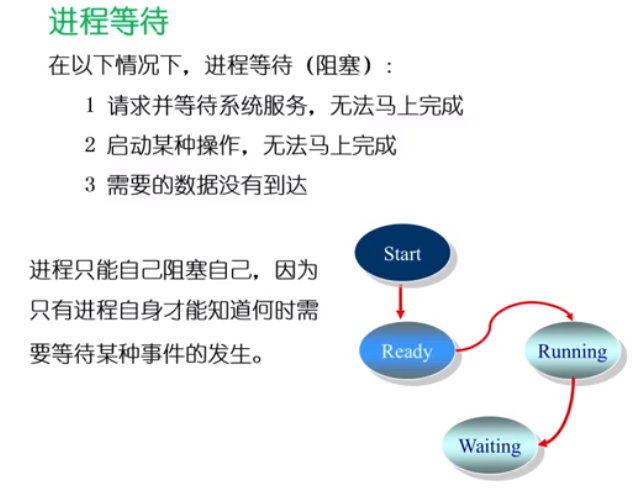 进程等待
在以下情况下，进程等待（阻塞）:
1 请求并等待系统服务，无法马上完成
2 启动某种操作，无法马上完成
3 需要的数据没有到达
进程只能自己阻塞自己，因为
只有进程自身才能知道何时需
要等待某种事件的发生。
Start
Ready
Running
Waiting